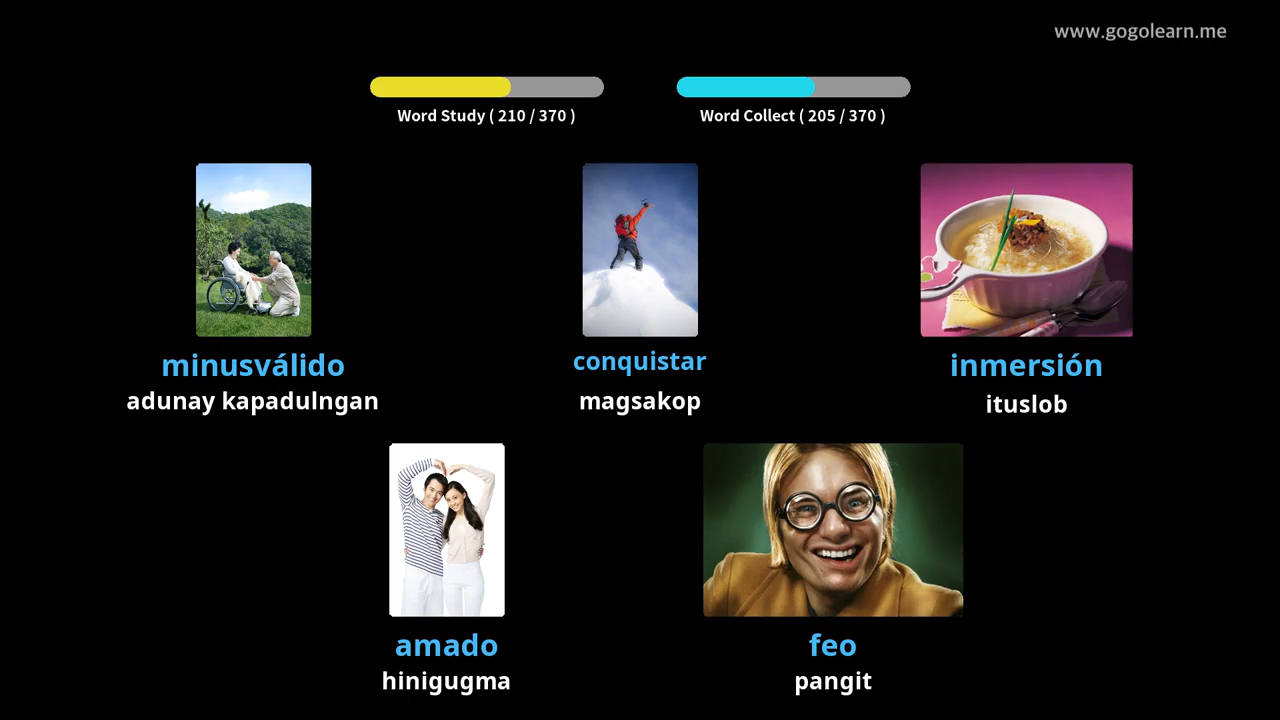 www.gogolearn.me
Word Study ( 210 / 370 )
Word Collect ( 205 / 370 )
minusválido
adunay kapadulngan
conquistar
magsakop
inmersión
ituslob
amado
hinigugma
feo
pangit